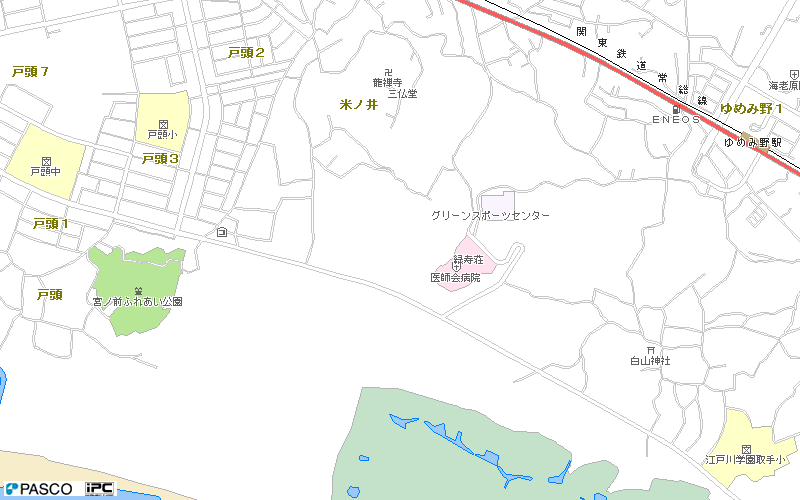 関東鉄道常総線
戸頭２
戸頭７
卍
龍禅寺
三仏堂
海老原
米ノ井
ゆめみ野１
ENEOS
戸頭小
ゆめみ野駅
戸頭３
戸頭中
グリーンスポーツセンター
戸頭１
緑寿荘
医師会病院
戸頭
宮ノ前ふれあい公園
白山神社
江戸川学園取手小
PASCO
iPC